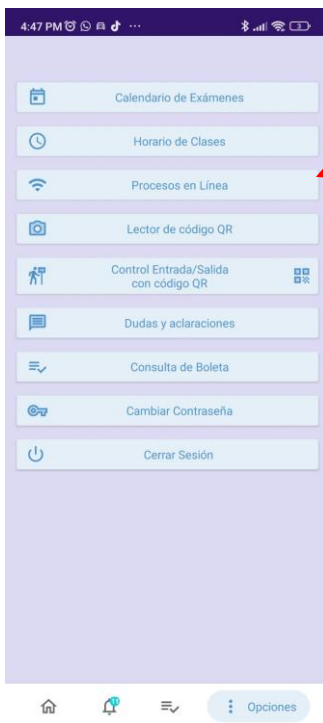 4:47 PM
Calendario de Exámenes
Horario de Clases
Procesos en Línea
Lector de código QR
Control Entrada/Salida
con código QR
Dudas y aclaraciones
Consulta de Boleta
Cambiar Contraseña
Cerrar Sesión
Opciones